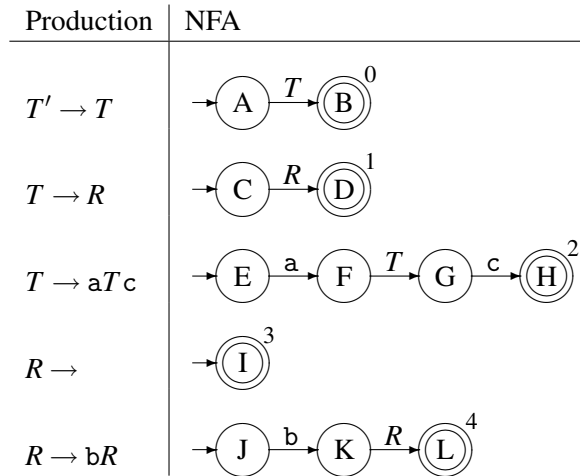 Production NFA
T′ → T A T B 0
T → R C R D 1
T → aTc E a F T G c H 2
R → I 3
R → bR J b K R L 4